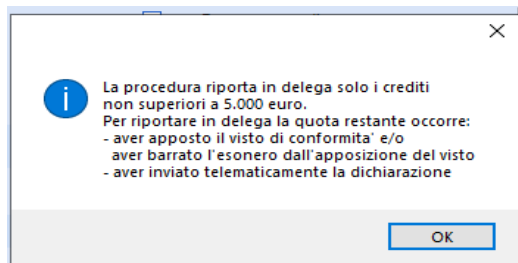 La procedura riporta in delega solo i crediti
non superiori a 5.000 euro.
Per riportare in delega la quota restante occorre:
- aver apposto il visto di conformita' e/o
aver barrato l'esonero dall'apposizione del visto
- aver inviato telematicamente la dichiarazione
OK